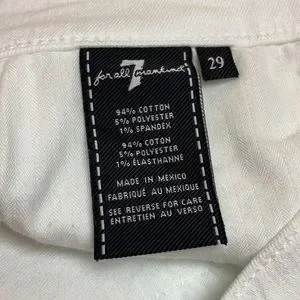 for all 7 mankind
29
94% COTTON
5% POLYESTER
1% SPANDEX
94% COTON
5% POLYESTER
1% ÉLASTHANNE
MADE IN MEXICO
FABRIQUÉ AU MEXIQUE
SEE REVERSE FOR CARE
ENTRETIEN AU VERSO